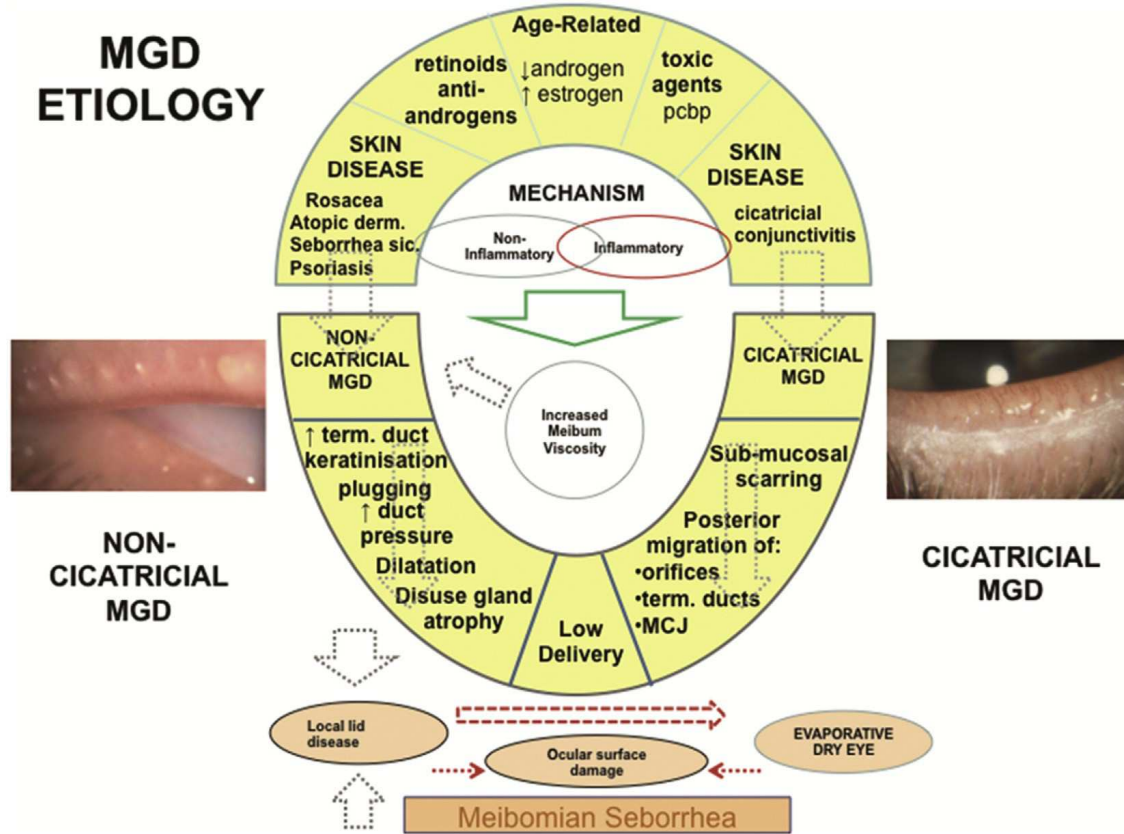 MGD
ETIOLOGY
Age-Related
↓androgen
↑ estrogen
retinoids
anti-
androgens
toxic
agents
pcbp
SKIN
DISEASE
Rosacea
Atopic derm.
Seborrhea sic.
Psoriasis
SKIN
DISEASE
cicatricial
conjunctivitis
MECHANISM
Non-
Inflammatory
Inflammatory
NON-
CICATRICIAL
MGD
CICATRICIAL
MGD
Increased
Meibum
Viscosity
↑ term. duct
keratinisation
plugging
↑ duct
pressure
Dilatation
Disuse gland
atrophy
Sub-mucosal
scarring
Posterior
migration of:
•orifices
•term. ducts
•MCJ
Low
Delivery
NON-
CICATRICIAL
MGD
CICATRICIAL
MGD
Local lid
disease
Ocular surface
damage
EVAPORATIVE
DRY EYE
Meibomian Seborrhea